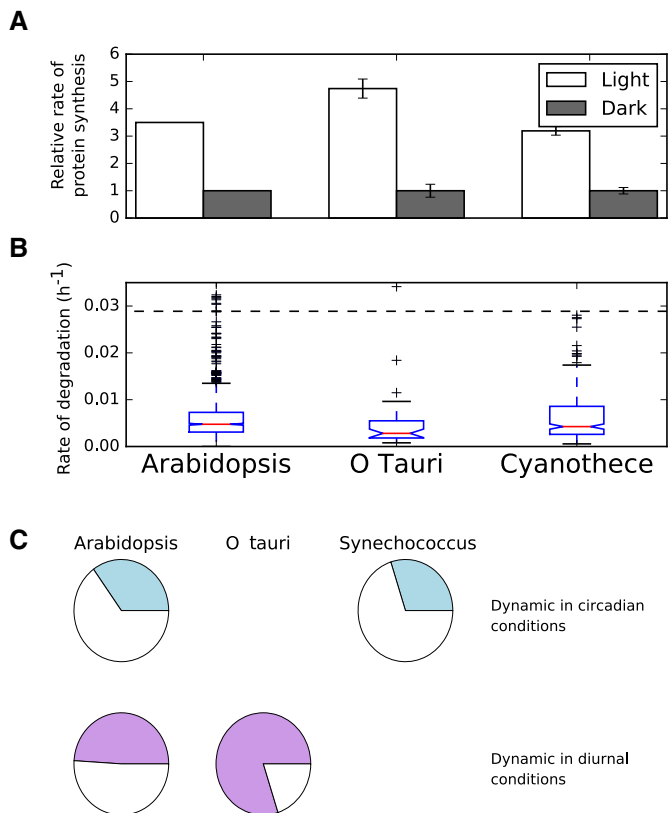 A
Relative rate of
protein synthesis
6
5
4
3
2
1
0
Light
Dark
B
Rate of degradation (h-1)
0.03
0.02
0.01
0.00
Arabidopsis O Tauri Cyanothece
C
Arabidopsis O tauri Synechococcus
Dynamic in circadian
conditions
Dynamic in diurnal
conditions